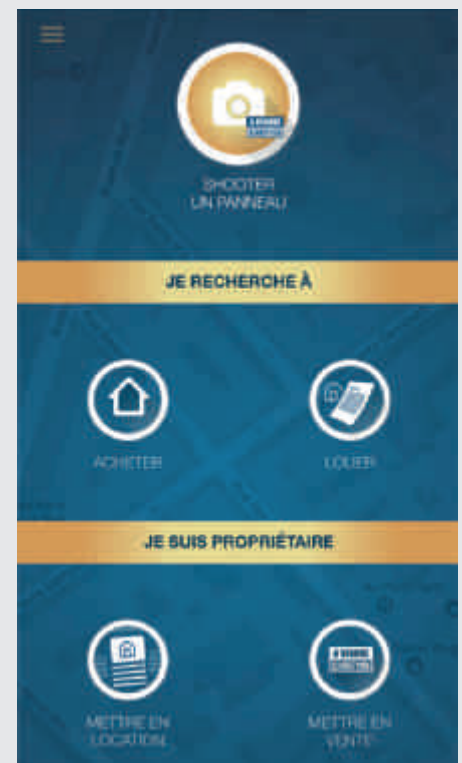 SHOOTER
UN PANNEAU
JE RECHERCHE À
ACHETER
LOUER
JE SUIS PROPRIÉTAIRE
METTRE EN
LOCATION
METTRE EN
VENTE